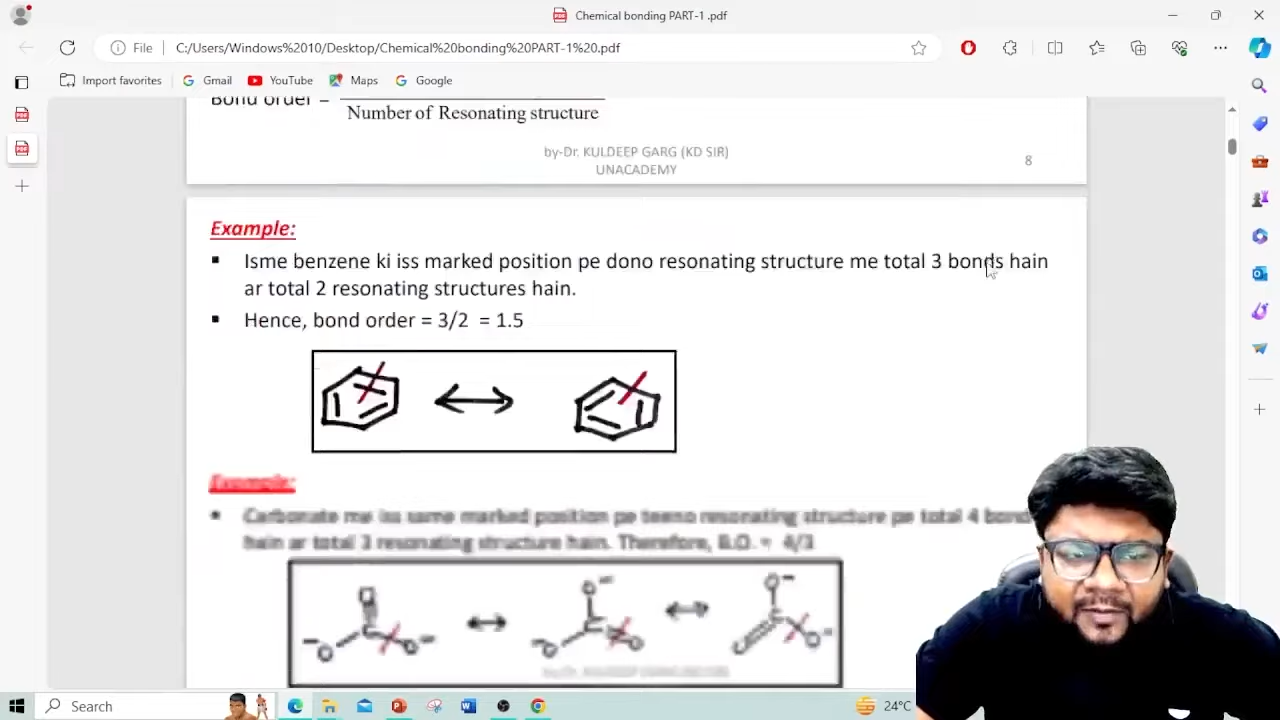 Chemical bonding PART-1 .pdf
File
C:/Users/Windows%2010/Desktop/Chemical%20bonding%20PART-1%20.pdf
Import favorites
Gmail
YouTube
Maps
Google
Bond order =
Number of Resonating structure
by-Dr. KULDEEP GARG (KD SIR)
UNACADEMY
8
Example:
▪ Isme benzene ki iss marked position pe dono resonating structure me total 3 bonds hain
ar total 2 resonating structures hain.
▪ Hence, bond order = 3/2 = 1.5
Example:
▪ Carbonate me iss same marked position pe teeno resonating structure pe total 4 bond
hain ar total 3 resonating structure hain. Therefore, B.O. = 4/3
Search
24°C